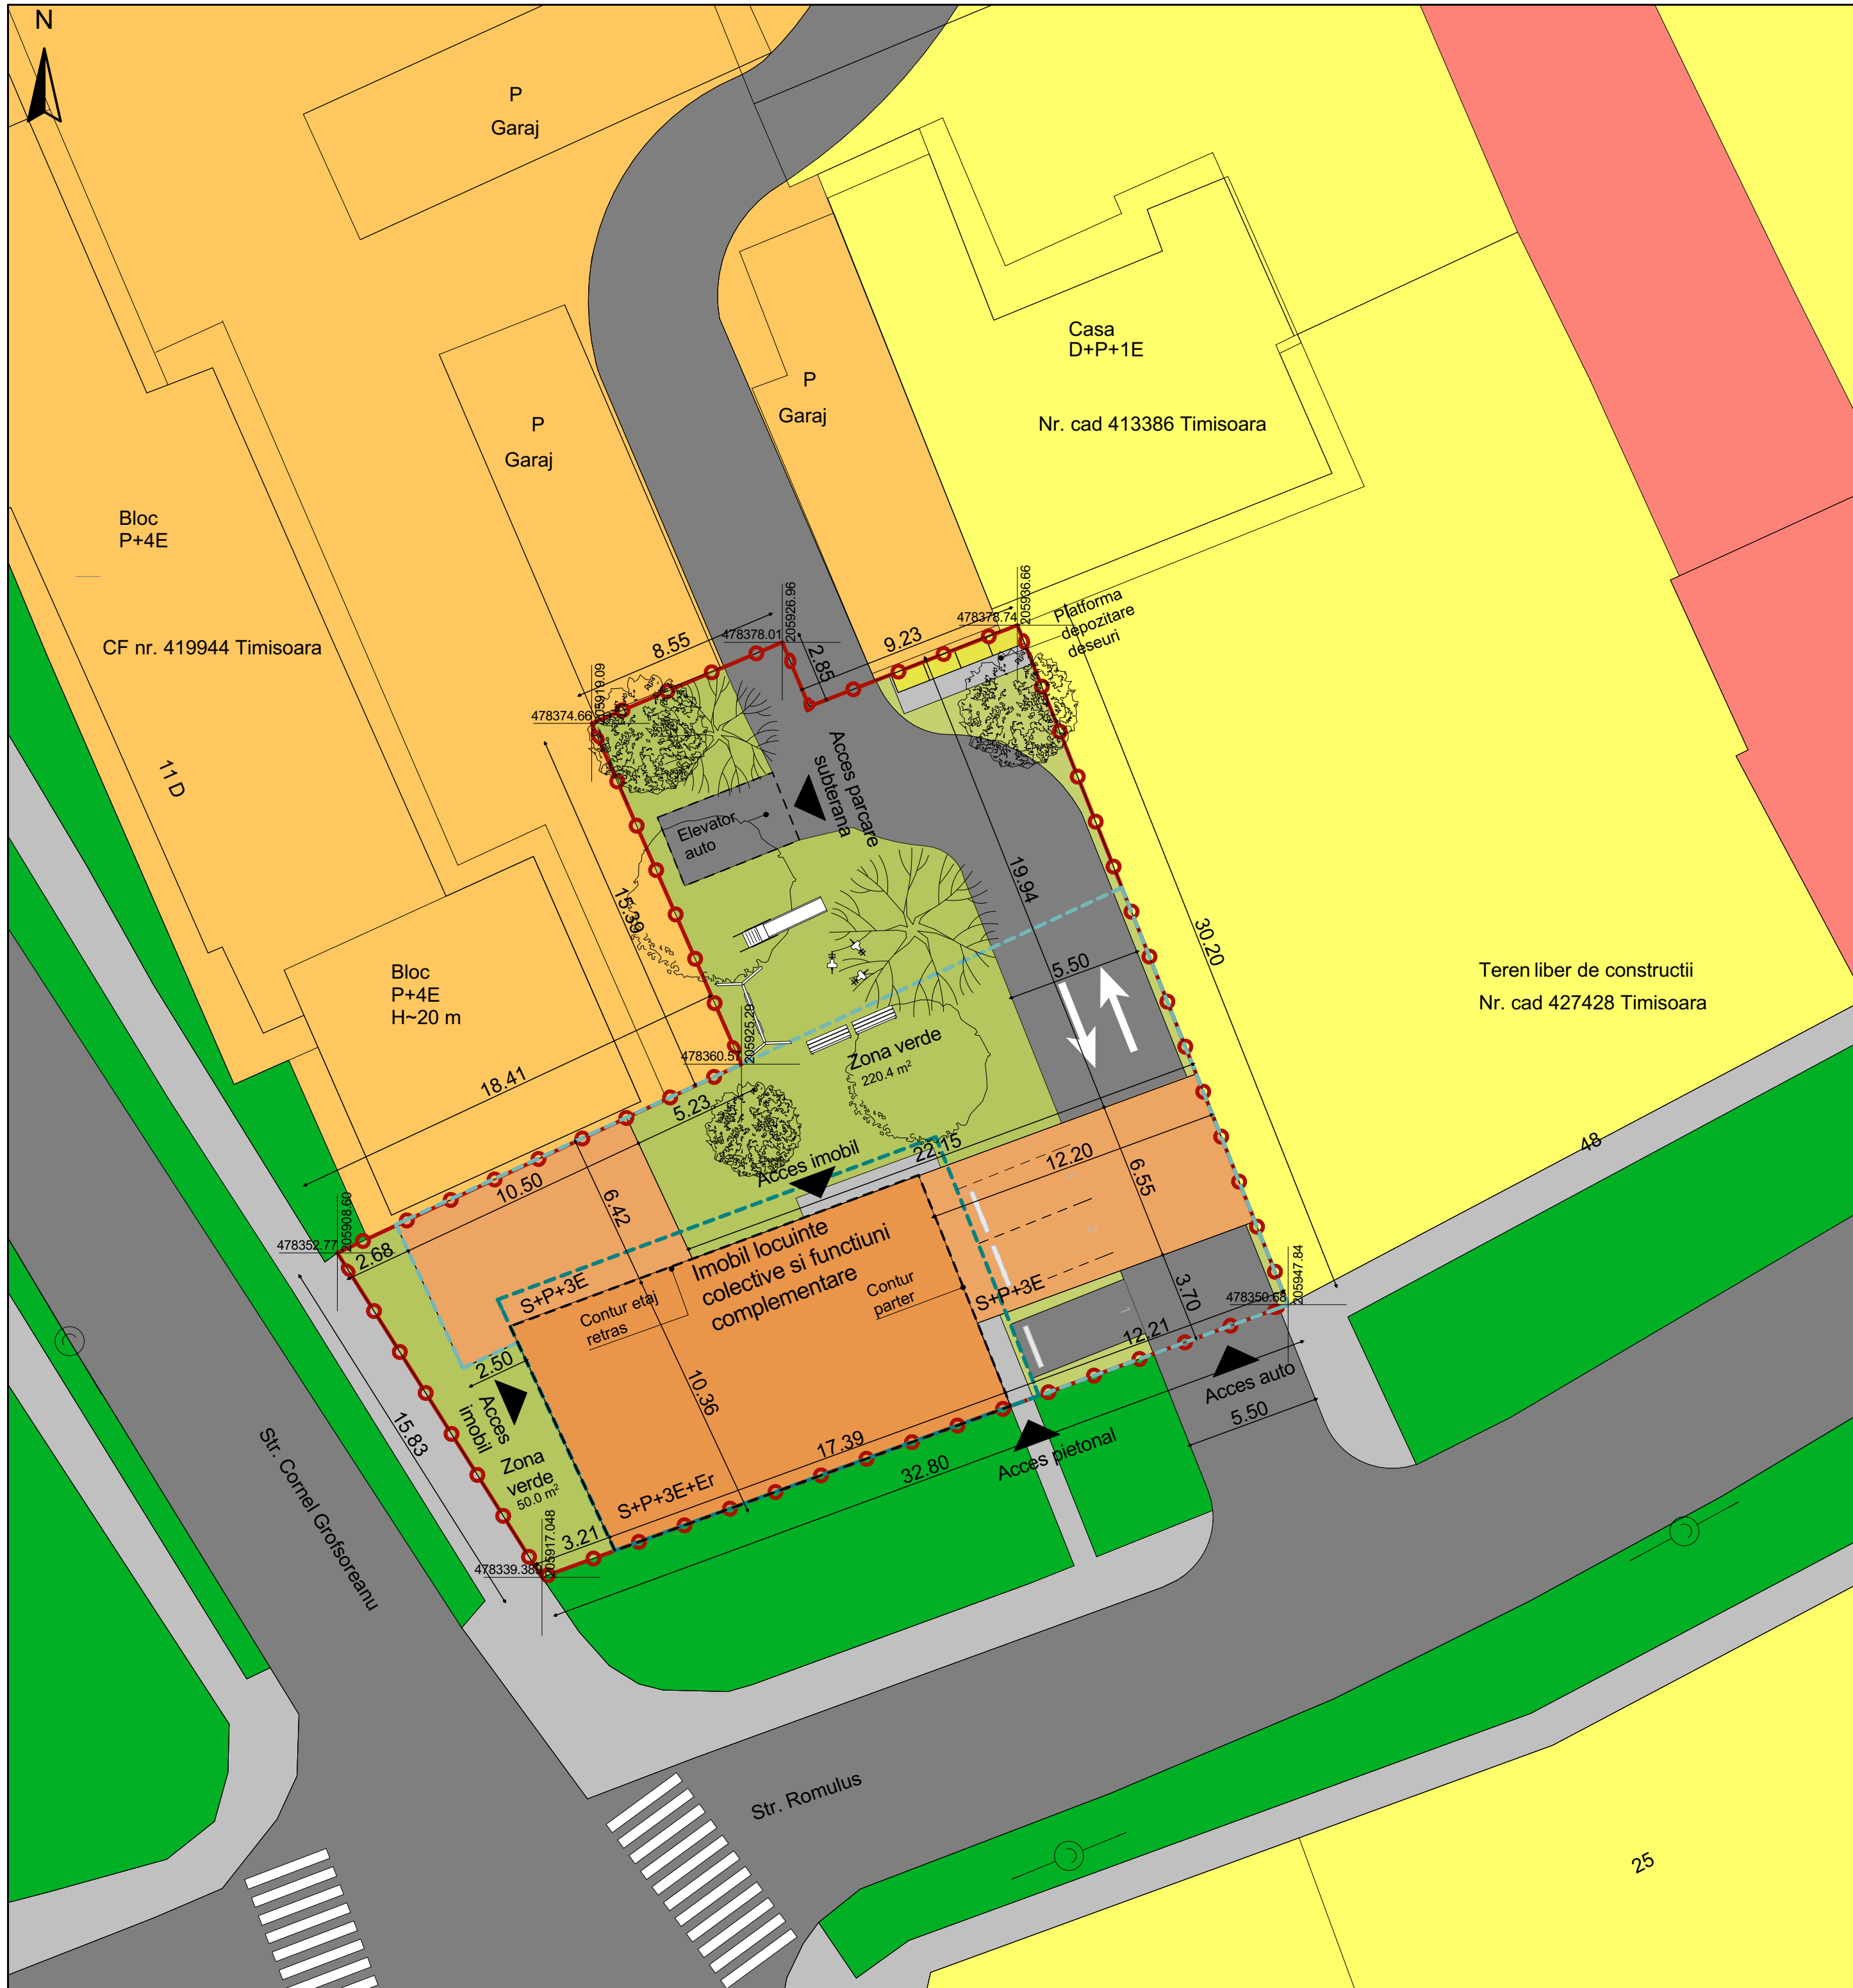 N
P
Garaj
P
Garaj
P
Garaj
Casa
D+P+1E
Nr. cad 413386 Timisoara
Bloc
P+4E
CF nr. 419944 Timisoara
11 D
Bloc
P+4E
H~20 m
8.55
478378.01
205926.96
2.85
9.23
478378.74
205936.66
Platforma
depozitare
deseuri
478374.66
205919.09
Acces parcare
subterana
Elevator
auto
15.39
19.94
30.20
5.50
Teren liber de constructii
Nr. cad 427428 Timisoara
48
Zona verde
220.4 m²
478360.57
205925.29
18.41
5.23
10.50
6.42
Acces imobil
22.15
12.20
6.55
2
478352.77
205908.60
2.68
S+P+3E
Contur etaj
retras
Imobil locuinte
colective si functiuni
complementare
Contur
parter
S+P+3E
1
3.70
478350.68
205947.84
12.21
Acces auto
5.50
2.50
Acces
imobil
Zona
verde
50.0 m²
10.36
17.39
32.80
Acces pietonal
S+P+3E+Er
3.21
15.83
478339.389
205917.048
Str. Cornel Grofsoreanu
Str. Romulus
25